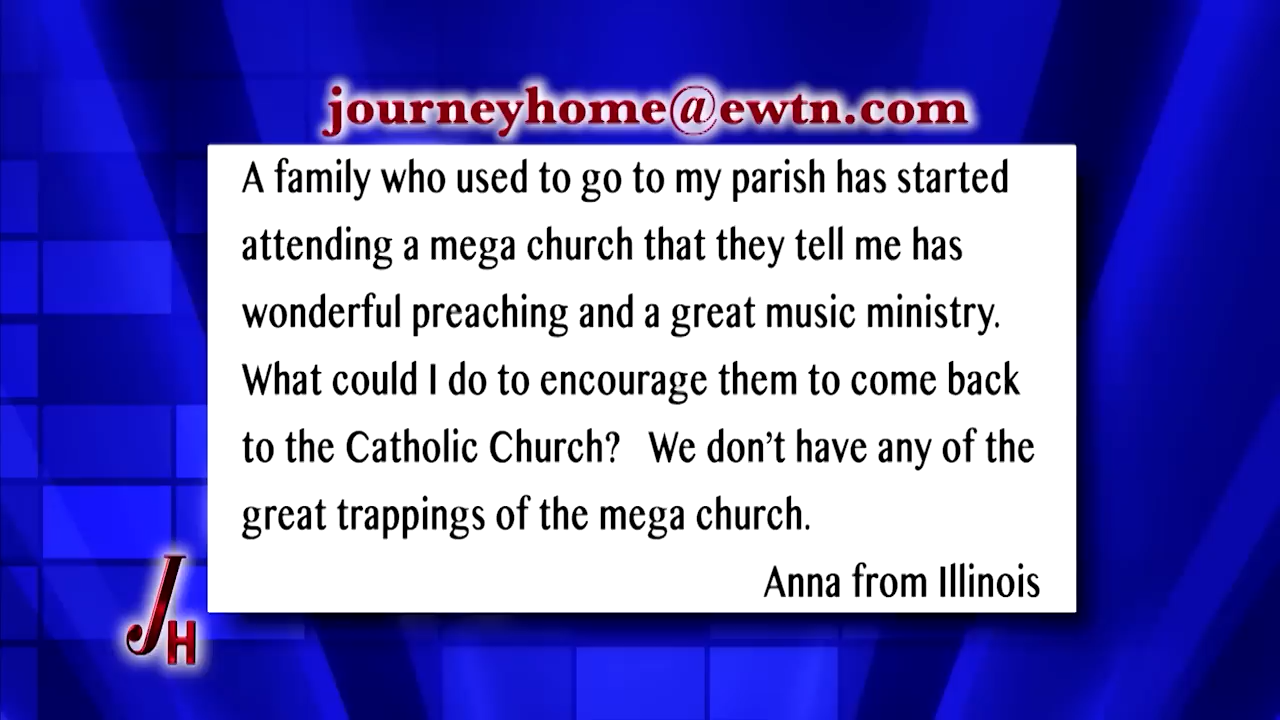 journeyhome@ewtn.com
A family who used to go to my parish has started
attending a mega church that they tell me has
wonderful preaching and a great music ministry.
What could I do to encourage them to come back
to the Catholic Church?   We don't have any of the
great trappings of the mega church.
Anna from Illinois
JH